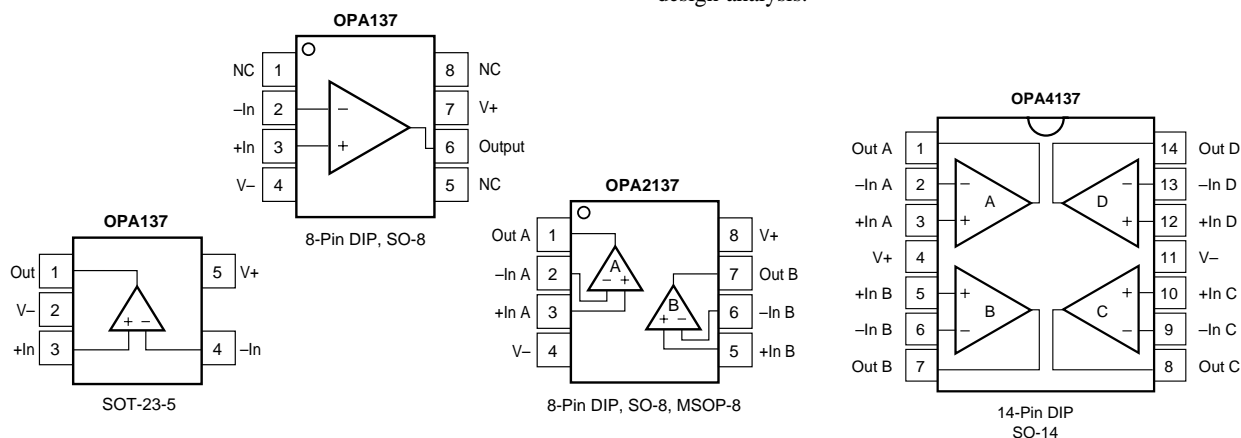 design analysis.
OPA137
NC 1
–In 2
+In 3
V– 4
8 NC
7 V+
6 Output
5 NC
–
+
8-Pin DIP, SO-8
OPA137
Out 1
V– 2
+In 3
5 V+
4 –In
+ –
SOT-23-5
OPA2137
Out A 1
–In A 2
+In A 3
V– 4
8 V+
7 Out B
6 –In B
5 +In B
A
– +
B
+ –
8-Pin DIP, SO-8, MSOP-8
OPA4137
Out A 1
–In A 2
+In A 3
V+ 4
+In B 5
–In B 6
Out B 7
14 Out D
13 –In D
12 +In D
11 V–
10 +In C
9 –In C
8 Out C
– –
A D
+ +
+ +
B C
– –
14-Pin DIP
SO-14